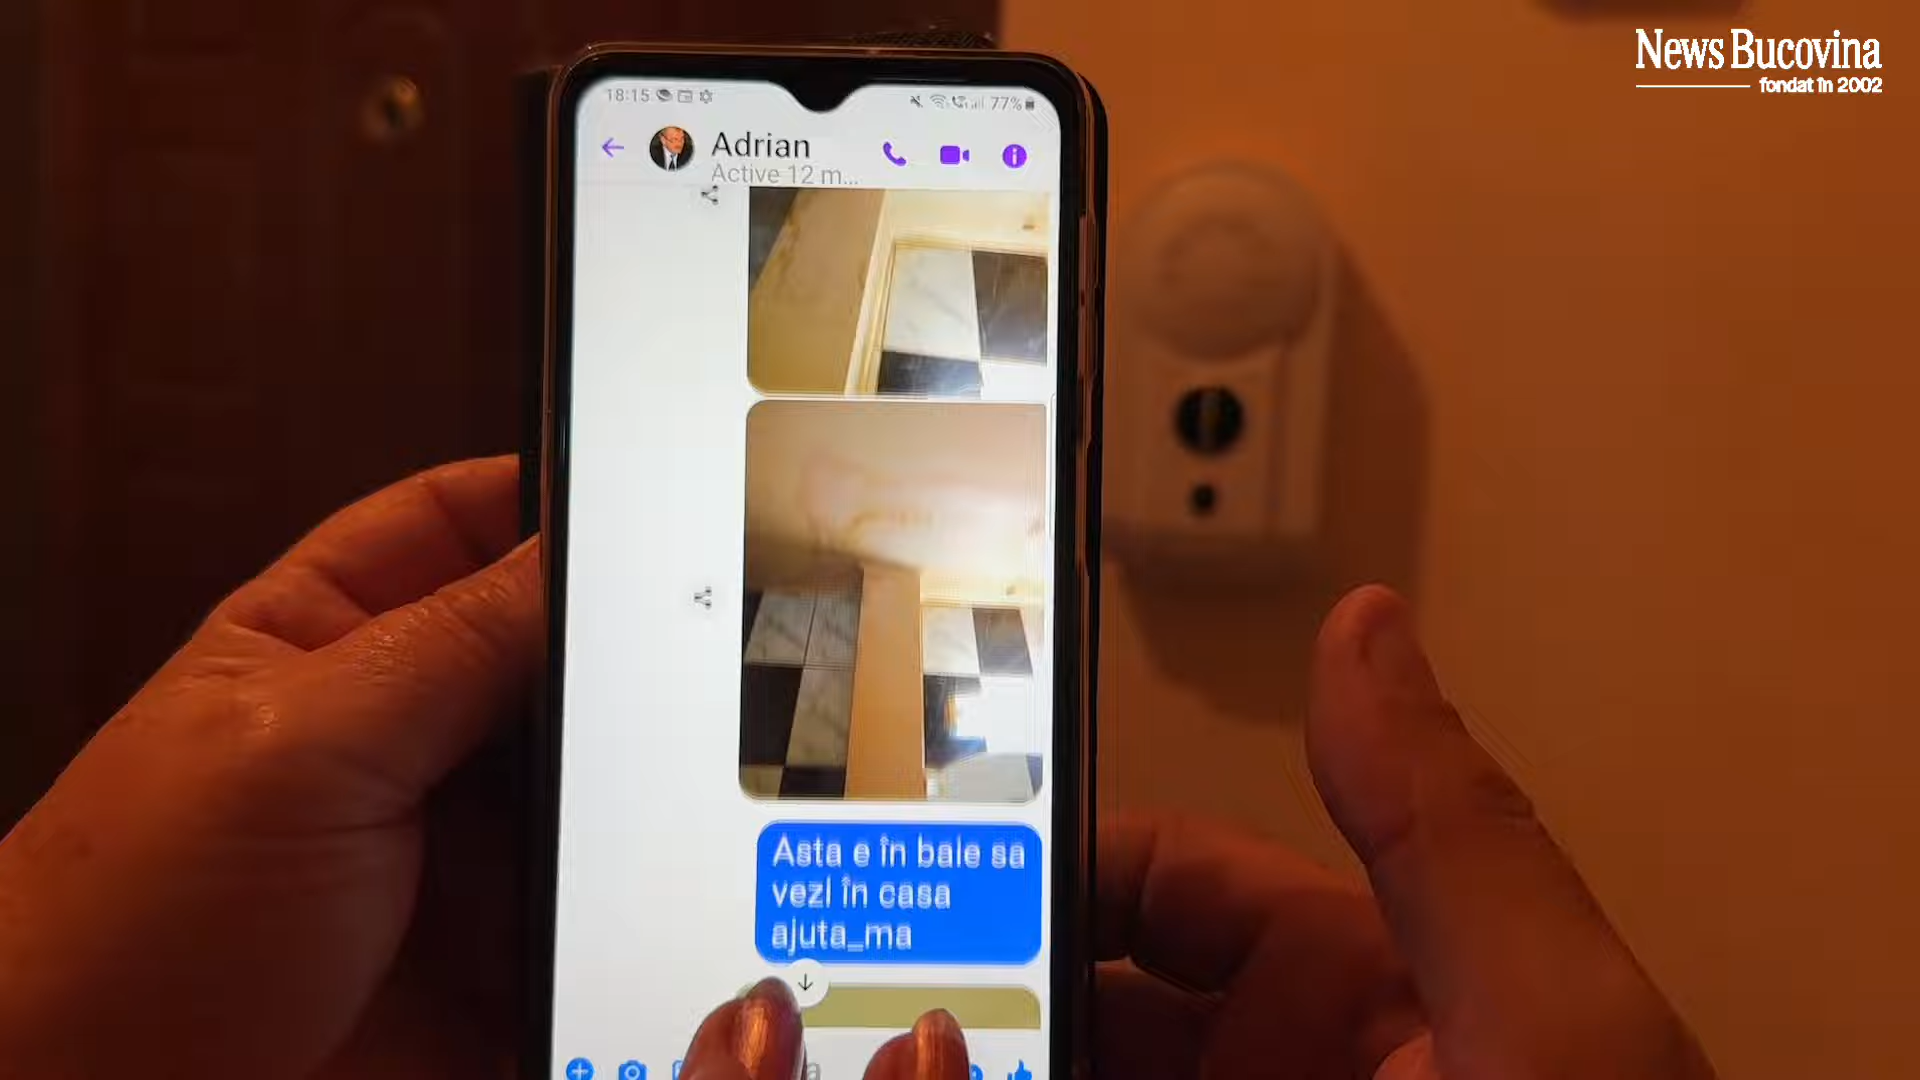 News Bucovina
fondat în 2002
18:15
77%
Adrian
Active 12 m...
Asta e în baie sa
vezi în casa
ajuta_ma